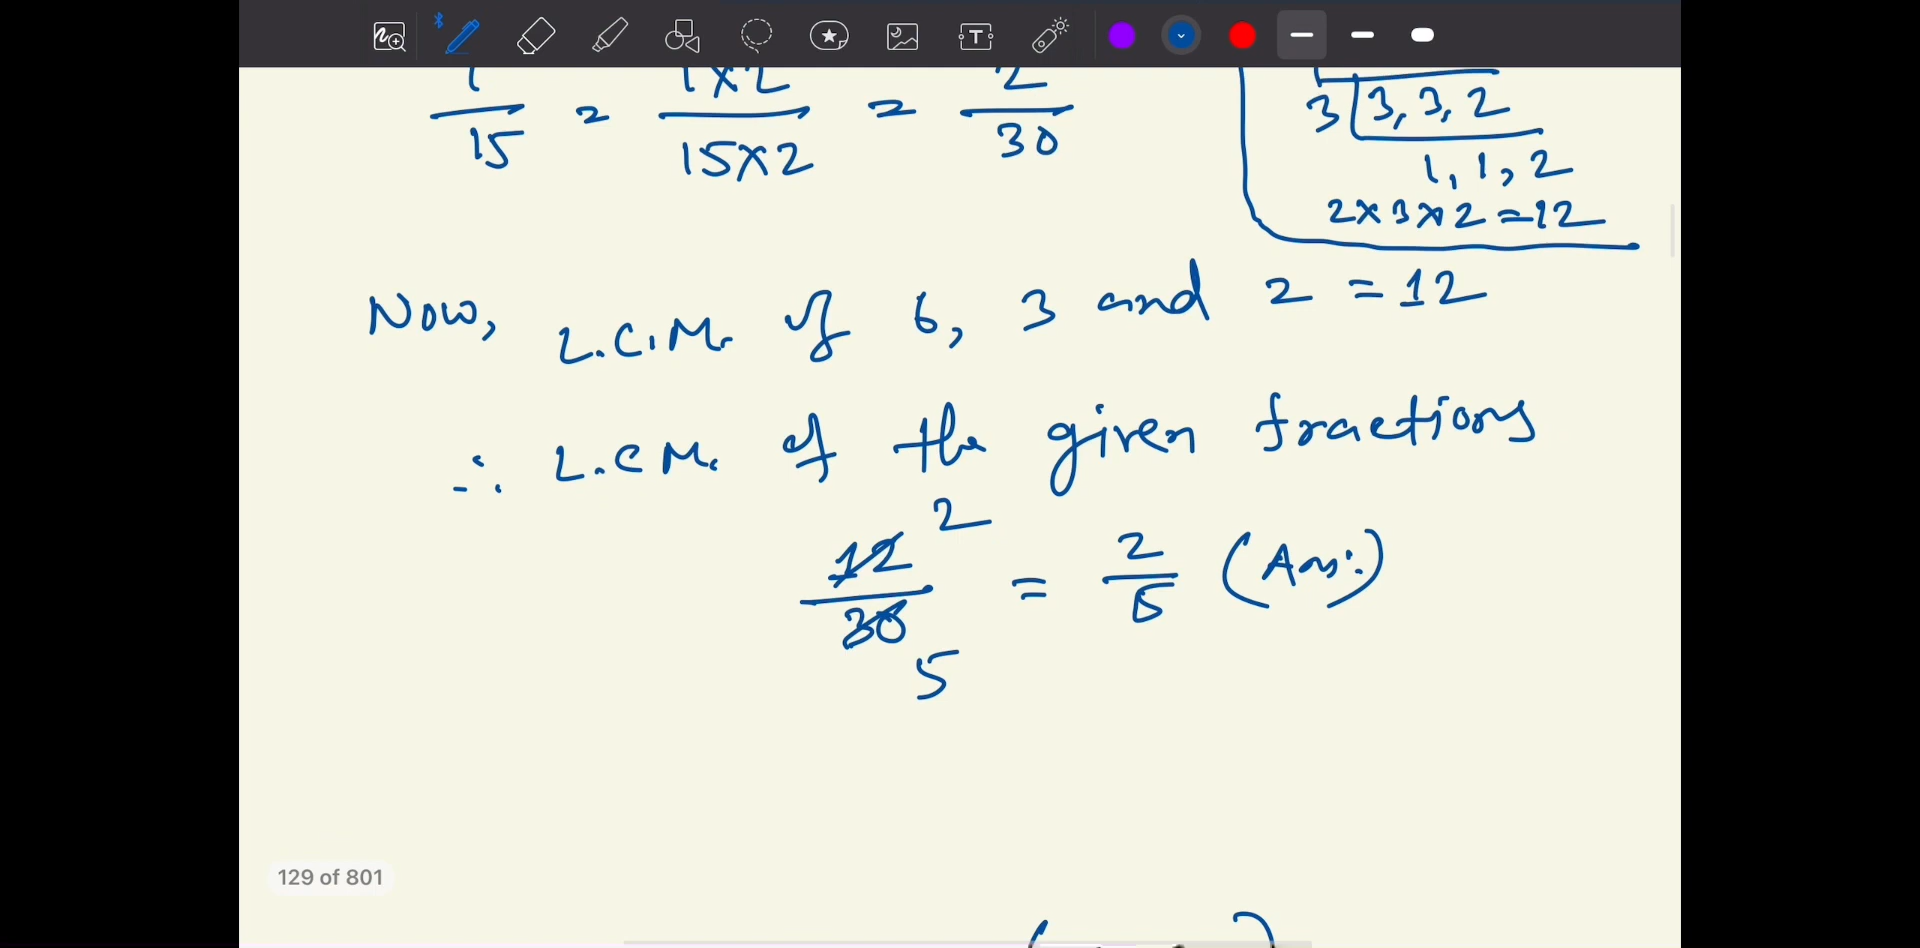 1/15 = 1×2/15×2 = 2/30
3 | 3, 3, 2
1, 1, 2
2×3×2=12
Now, L.C.M. of 6, 3 and 2 = 12
∴ L.C.M. of the given fractions
12/30 2/5 = 2/5 (Ans:)
129 of 801